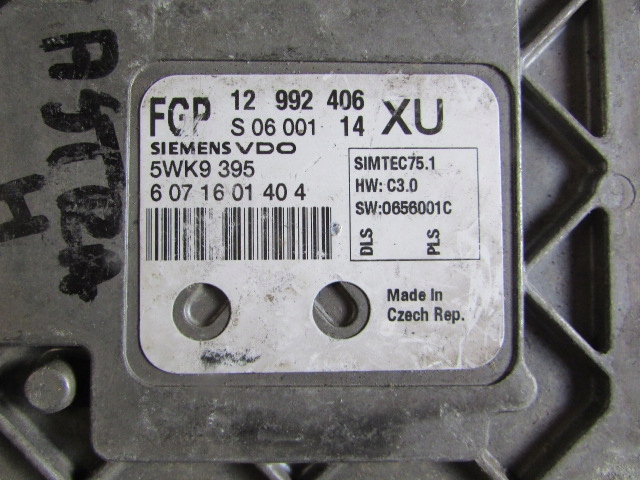 ASTRA
H
FGP 12 992 406 XU
S 06 001 14
SIEMENS VDO
5WK9 395
6 07 16 01 40 4
SIMTEC75.1
HW: C3.0
SW:0656001C
DLS
PLS
Made In
Czech Rep.